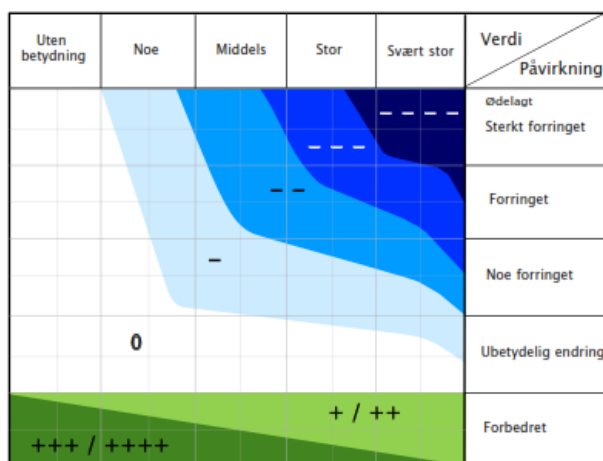 Uten
betydning
Noe
Middels
Stor
Svært stor
Verdi
Påvirkning
Ødelagt
Sterkt forringet
Forringet
Noe forringet
Ubetydelig endring
Forbedret
– – – –
– – –
– –
–
0
+ / ++
+++ / ++++